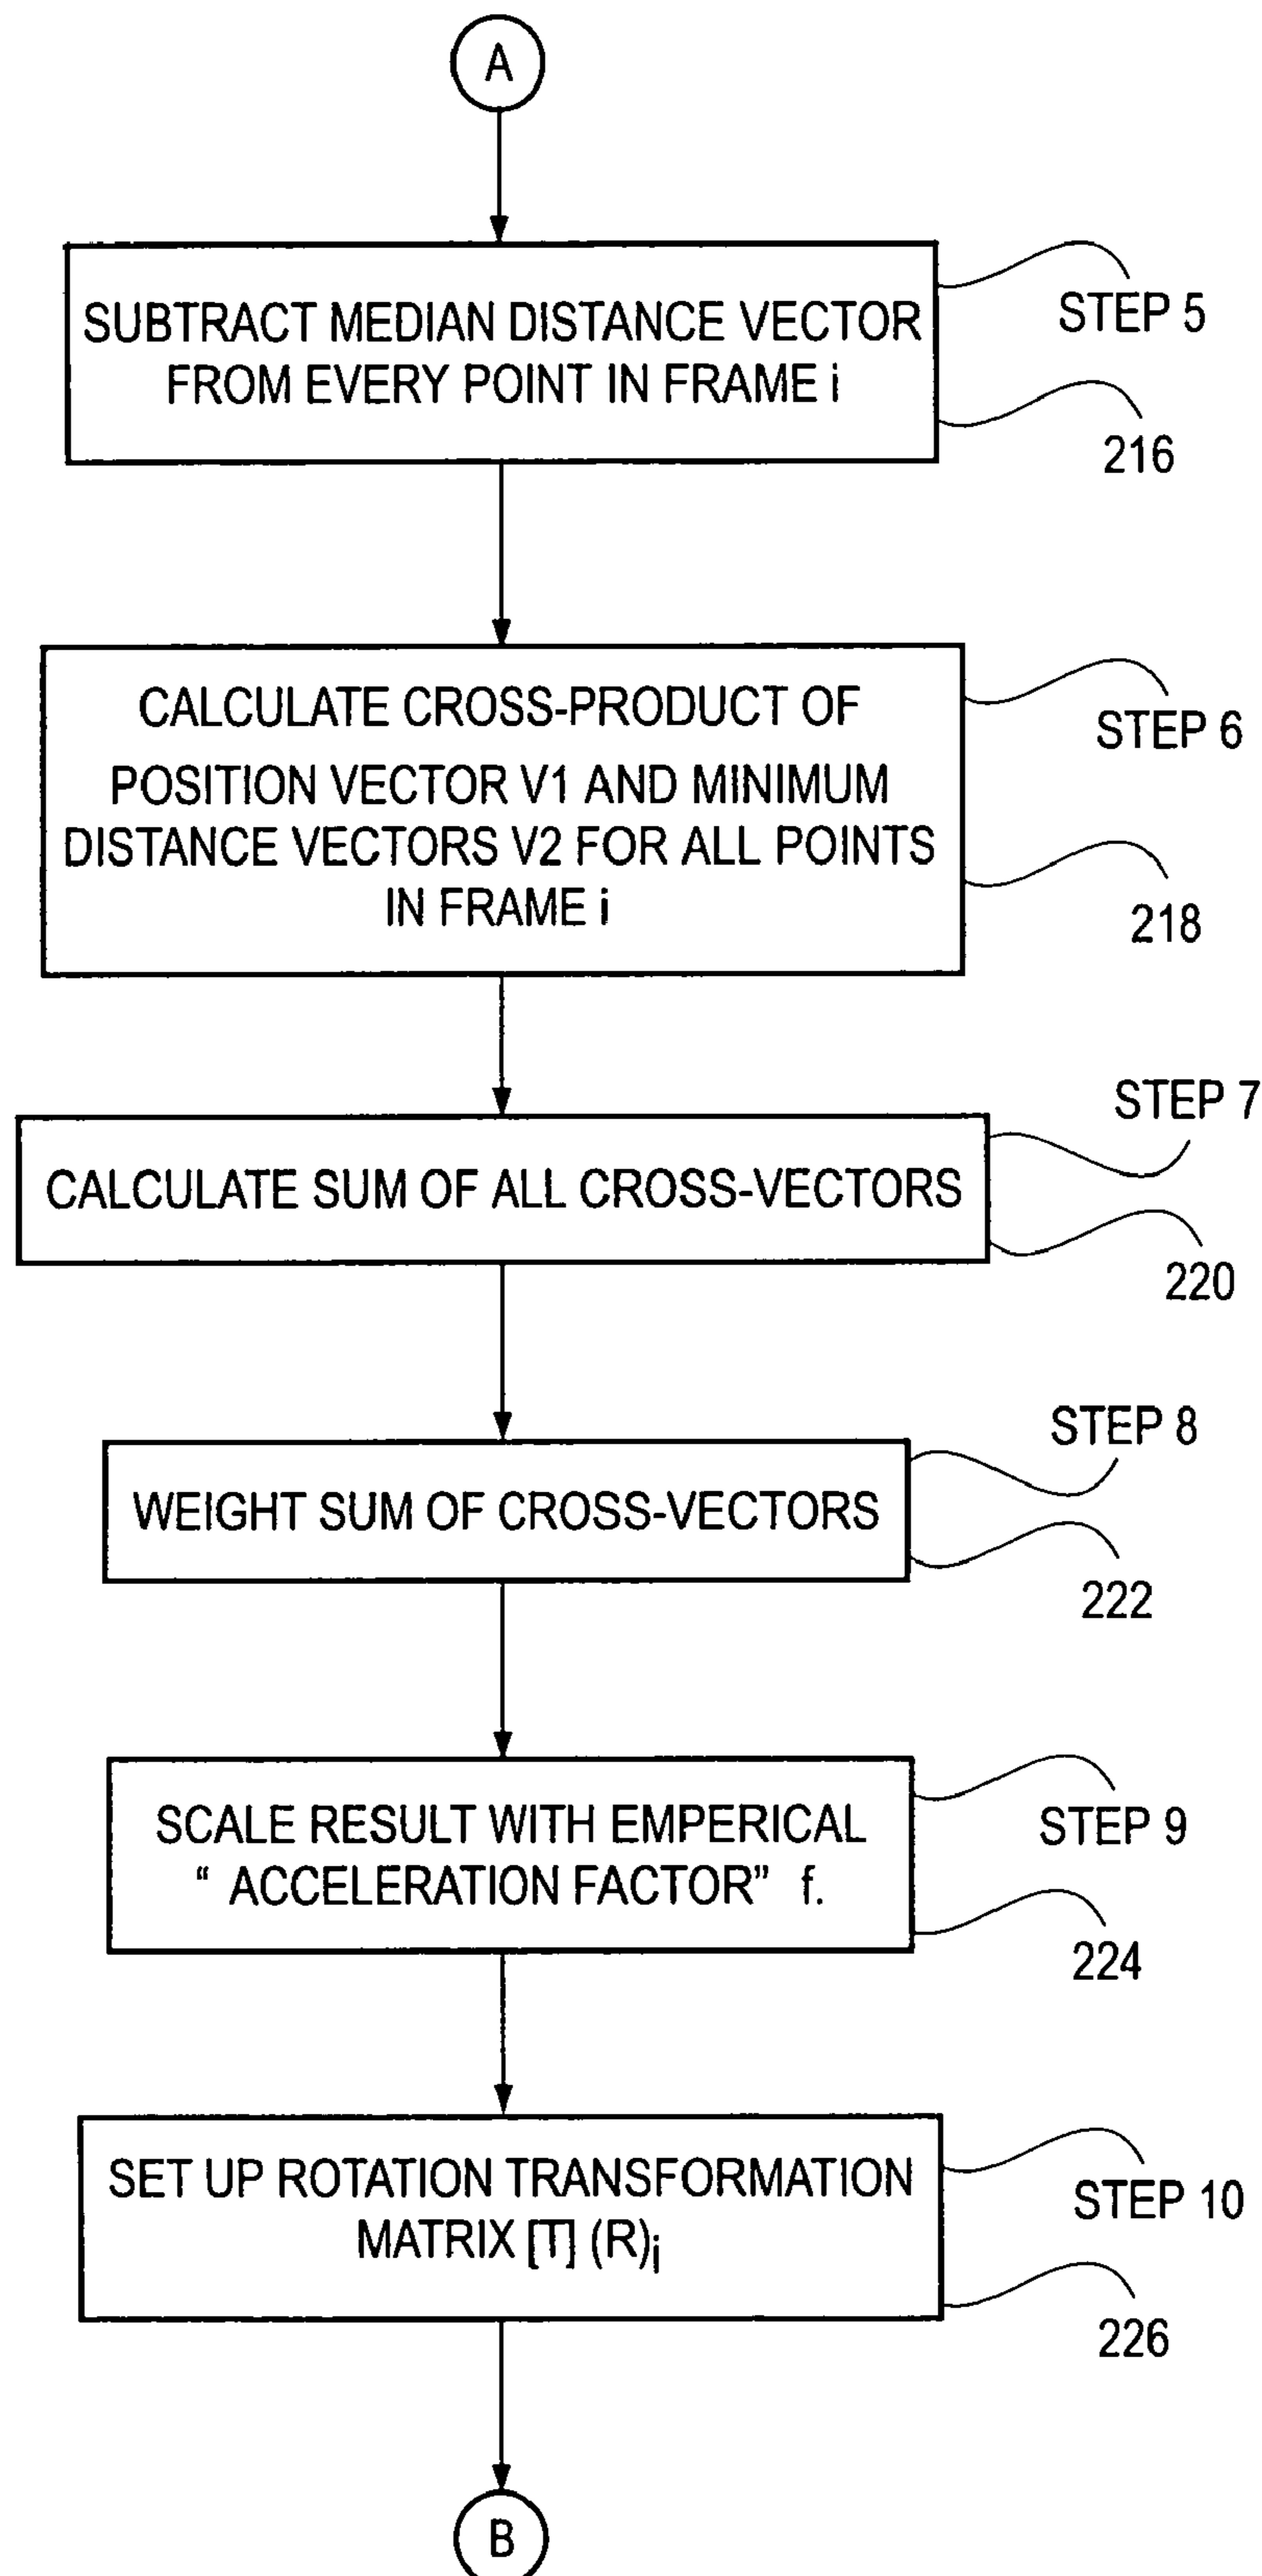 A
SUBTRACT MEDIAN DISTANCE VECTOR
FROM EVERY POINT IN FRAME i
STEP 5
216
CALCULATE CROSS-PRODUCT OF
POSITION VECTOR V1 AND MINIMUM
DISTANCE VECTORS V2 FOR ALL POINTS
IN FRAME i
STEP 6
218
CALCULATE SUM OF ALL CROSS-VECTORS
STEP 7
220
WEIGHT SUM OF CROSS-VECTORS
STEP 8
222
SCALE RESULT WITH EMPERICAL
“ ACCELERATION FACTOR” f.
STEP 9
224
SET UP ROTATION TRANSFORMATION
MATRIX [T] (R)i
STEP 10
226
B